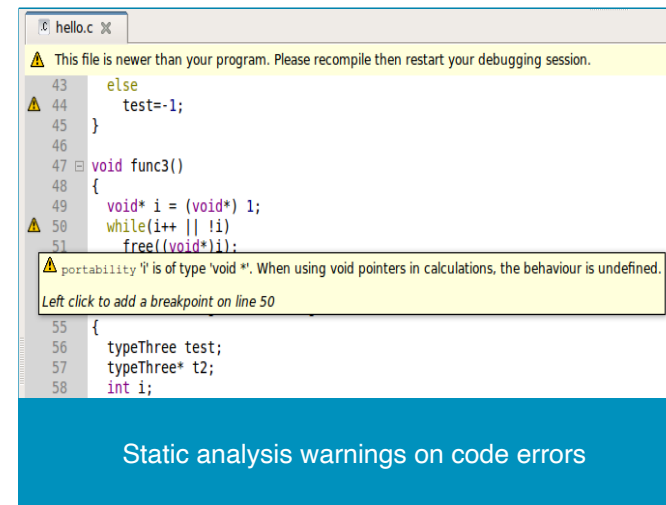 hello.c
This file is newer than your program. Please recompile then restart your debugging session.
43 else
44 test=-1;
45 }
46
47 void func3()
48 {
49 void* i = (void*) 1;
50 while(i++ || !i)
51 free((void*)i);
portability 'i' is of type 'void *'. When using void pointers in calculations, the behaviour is undefined.
Left click to add a breakpoint on line 50
55 {
56 typeThree test;
57 typeThree* t2;
58 int i;
Static analysis warnings on code errors